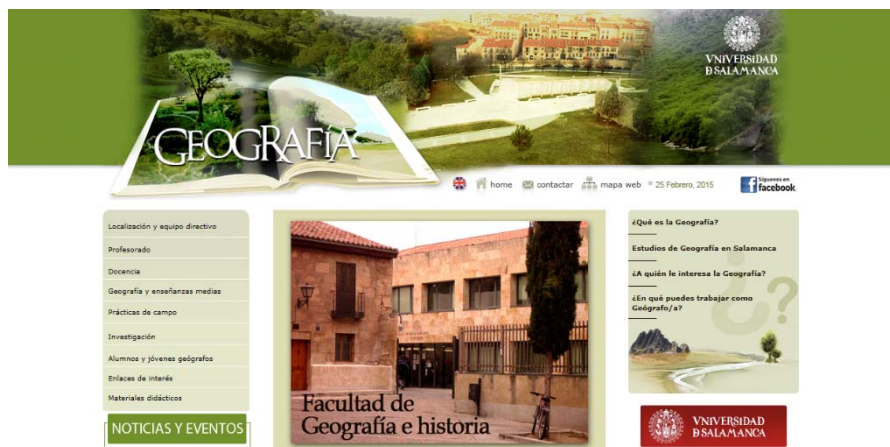 VNiVERSiDAD
D SALAMANCA
GEOGRAFÍA
home
contactar
mapa web
25 Febrero, 2015
Síguenos en
facebook
Localización y equipo directivo
Profesorado
Docencia
Geografía y enseñanzas medias
Prácticas de campo
Investigación
Alumnos y jóvenes geógrafos
Enlaces de interés
Materiales didácticos
NOTICIAS Y EVENTOS
Facultad de
Geografía e historia
¿Qué es la Geografía?
Estudios de Geografía en Salamanca
¿A quién le interesa la Geografía?
¿En qué puedes trabajar como
Geógrafo/a?
¿?
VNiVERSiDAD
D SALAMANCA